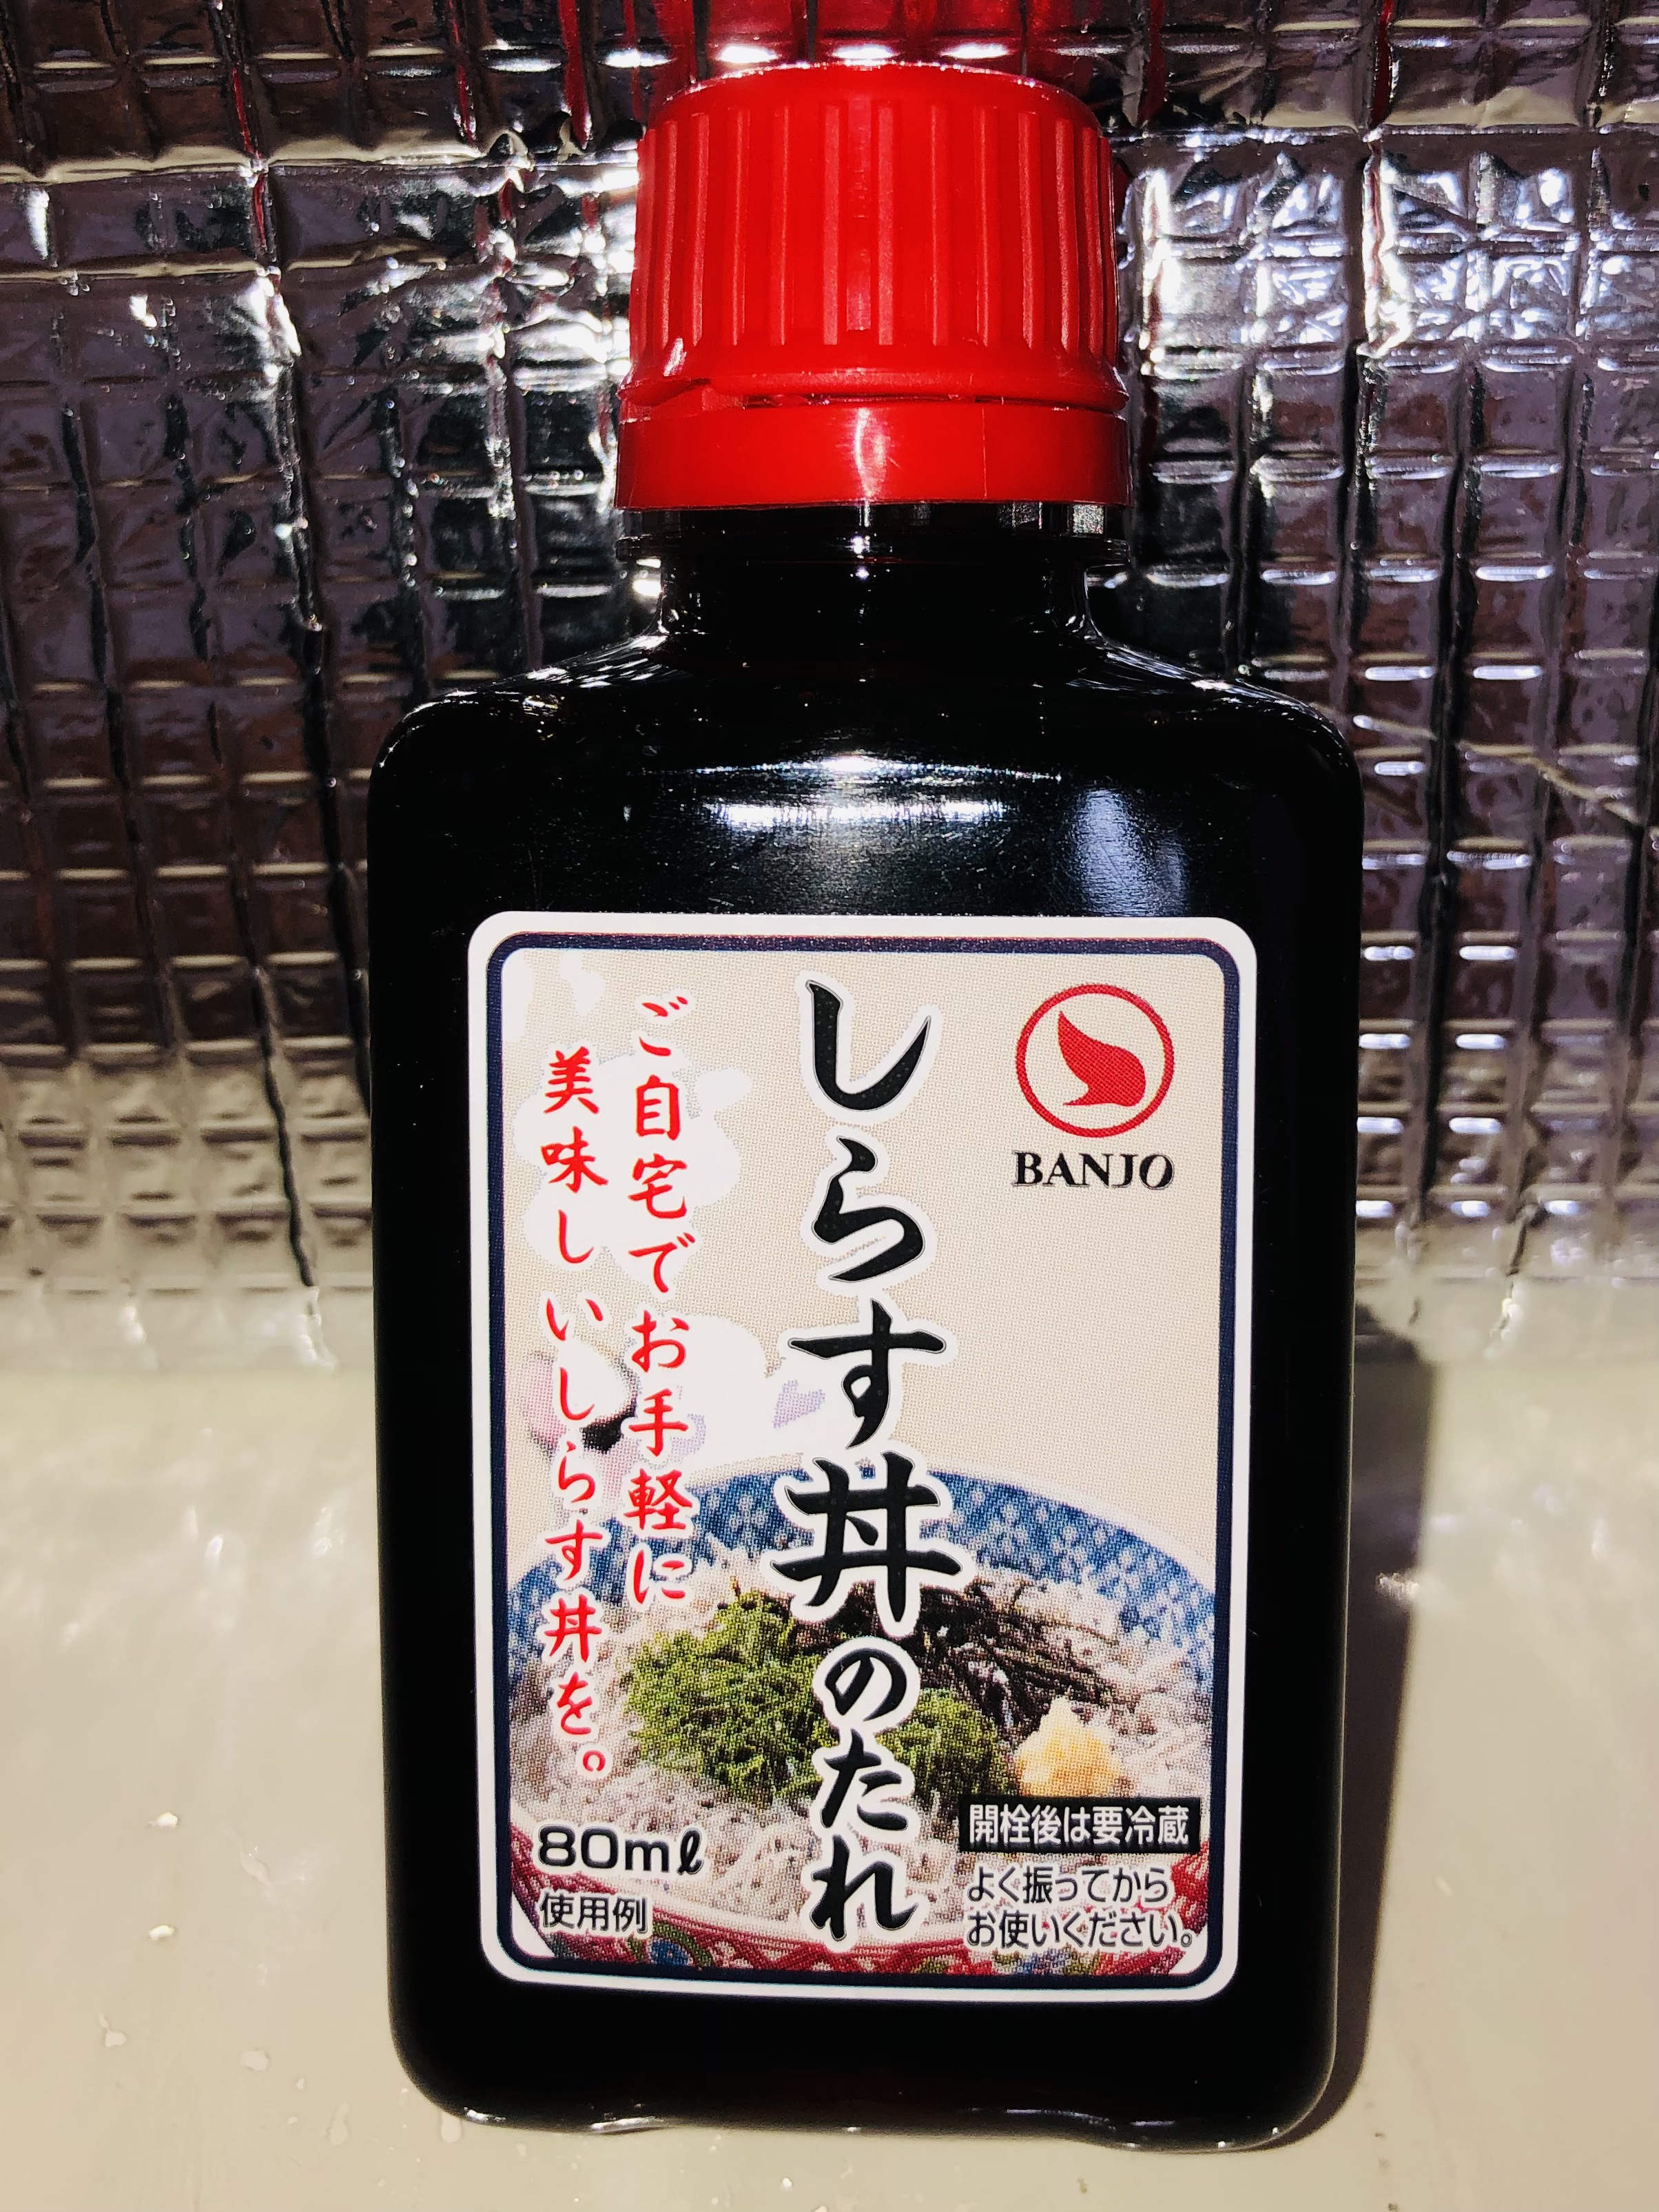 BANJO
しらす丼のたれ
ご自宅でお手軽に
美味しいしらす丼を。
80mℓ
使用例
開栓後は要冷蔵
よく振ってから
お使いください。